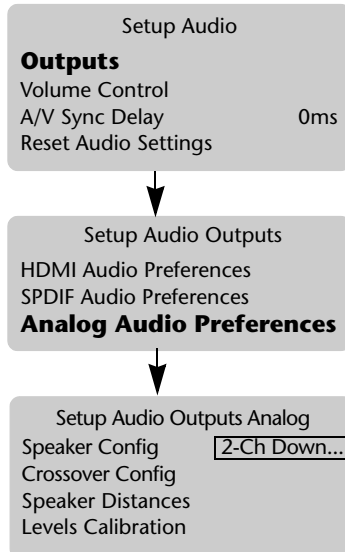 Setup Audio
Outputs
Volume Control
A/V Sync Delay 0ms
Reset Audio Settings
Setup Audio Outputs
HDMI Audio Preferences
SPDIF Audio Preferences
Analog Audio Preferences
Setup Audio Outputs Analog
Speaker Config 2-Ch Down...
Crossover Config
Speaker Distances
Levels Calibration